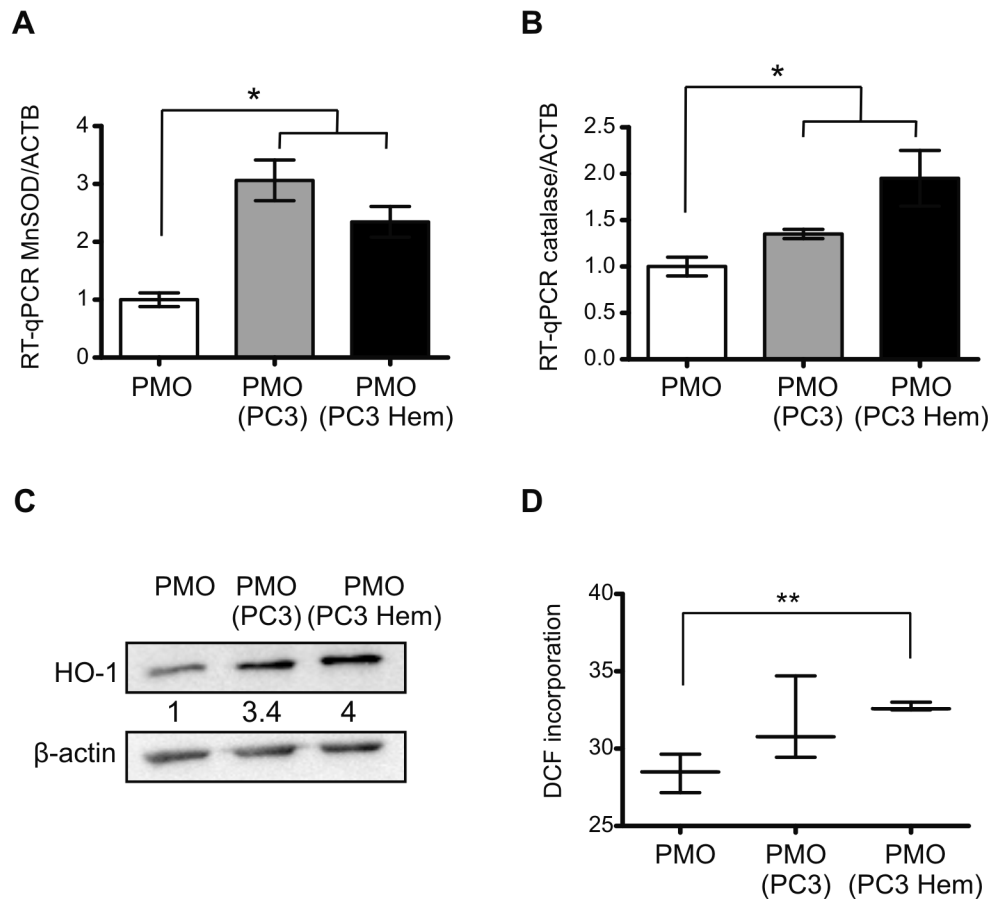 A
RT-qPCR MnSOD/ACTB
4
3
2
1
0
*
PMO
PMO
(PC3)
PMO
(PC3 Hem)
B
RT-qPCR catalase/ACTB
2.5
2.0
1.5
1.0
0.5
0.0
*
PMO
PMO
(PC3)
PMO
(PC3 Hem)
C
PMO
PMO
(PC3)
PMO
(PC3 Hem)
HO-1
1 3.4 4
β-actin
D
DCF incorporation
40
35
30
25
**
PMO
PMO
(PC3)
PMO
(PC3 Hem)